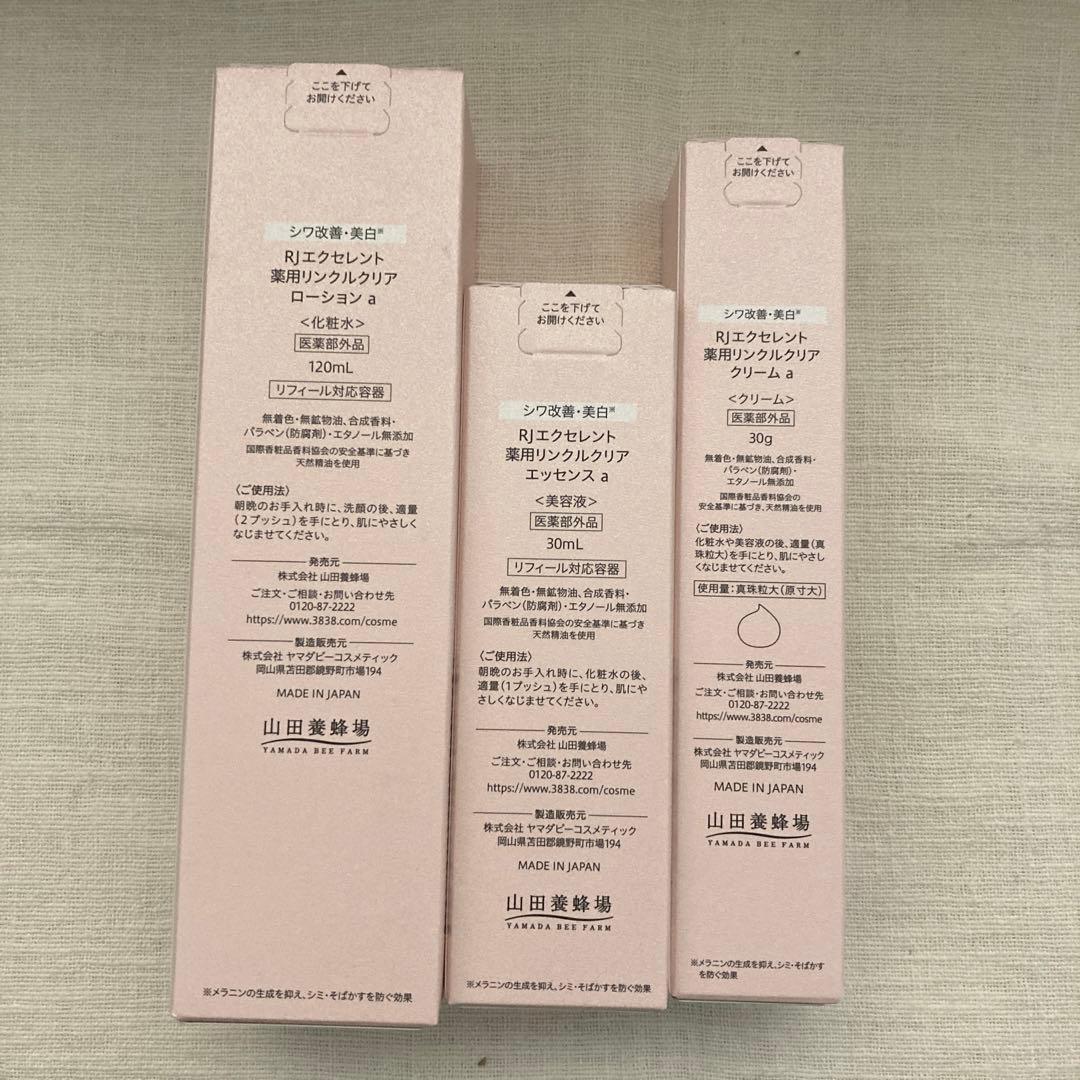 ここを下げて
お開けください
シワ改善・美白※
RJエクセレント
薬用リンクルクリア
ローション a
<化粧水>
医薬部外品
120mL
リフィール対応容器
無着色・無鉱物油、合成香料・
パラベン(防腐剤)・エタノール無添加
国際香粧品香料協会の安全基準に基づき
天然精油を使用
〈ご使用法〉
朝晩のお手入れ時に、洗顔の後、適量
(2プッシュ)を手にとり、肌にやさしく
なじませてください。
発売元
株式会社 山田養蜂場
ご注文・ご相談・お問い合わせ先
0120-87-2222
https://www.3838.com/cosme
製造販売元
株式会社 ヤマダビーコスメティック
岡山県苫田郡鏡野町市場194
MADE IN JAPAN
山田養蜂場
YAMADA BEE FARM
※メラニンの生成を抑え、シミ・そばかすを防ぐ効果
ここを下げて
お開けください
シワ改善・美白※
RJエクセレント
薬用リンクルクリア
エッセンス a
<美容液>
医薬部外品
30mL
リフィール対応容器
無着色・無鉱物油、合成香料・
パラベン(防腐剤)・エタノール無添加
国際香粧品香料協会の安全基準に基づき
天然精油を使用
〈ご使用法〉
朝晩のお手入れ時に、化粧水の後、
適量(1プッシュ)を手にとり、肌にや
さしくなじませてください。
発売元
株式会社 山田養蜂場
ご注文・ご相談・お問い合わせ先
0120-87-2222
https://www.3838.com/cosme
製造販売元
株式会社 ヤマダビーコスメティック
岡山県苫田郡鏡野町市場194
MADE IN JAPAN
山田養蜂場
YAMADA BEE FARM
※メラニンの生成を抑え、シミ・そばかすを防ぐ効果
ここを下げて
お開けください
シワ改善・美白※
RJエクセレント
薬用リンクルクリア
クリーム a
<クリーム>
医薬部外品
30g
無着色・無鉱物油、合成香料・
パラベン(防腐剤)・
エタノール無添加
国際香粧品香料協会の
安全基準に基づき、天然精油を使用
〈ご使用法〉
化粧水や美容液の後、適量(真
珠粒大)を手にとり、肌にやさし
くなじませてください。
使用量:真珠粒大(原寸大)
発売元
株式会社 山田養蜂場
ご注文・ご相談・お問い合わせ先
0120-87-2222
https://www.3838.com/cosme
製造販売元
株式会社 ヤマダビーコスメティック
岡山県苫田郡鏡野町市場194
MADE IN JAPAN
山田養蜂場
YAMADA BEE FARM
※メラニンの生成を抑え、シミ・そばかす
を防ぐ効果